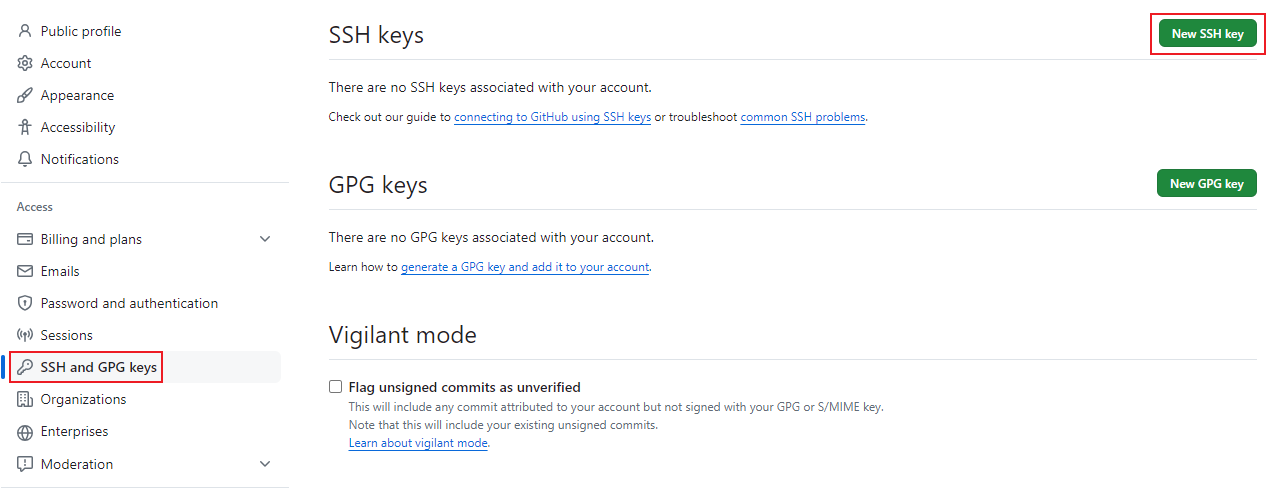 Public profile
Account
Appearance
Accessibility
Notifications
Access
Billing and plans
Emails
Password and authentication
Sessions
SSH and GPG keys
Organizations
Enterprises
Moderation
SSH keys
New SSH key
There are no SSH keys associated with your account.
Check out our guide to connecting to GitHub using SSH keys or troubleshoot common SSH problems.
GPG keys
New GPG key
There are no GPG keys associated with your account.
Learn how to generate a GPG key and add it to your account.
Vigilant mode
Flag unsigned commits as unverified
This will include any commit attributed to your account but not signed with your GPG or S/MIME key.
Note that this will include your existing unsigned commits.
Learn about vigilant mode.